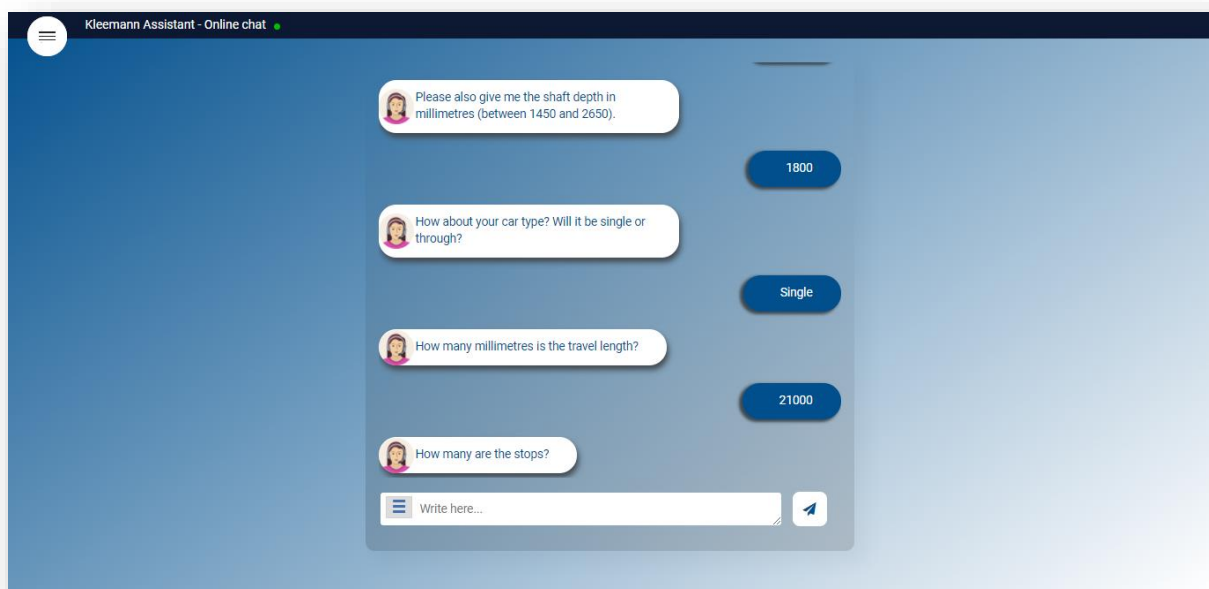 Kleemann Assistant - Online chat
Please also give me the shaft depth in
millimetres (between 1450 and 2650).
1800
How about your car type? Will it be single or
through?
Single
How many millimetres is the travel length?
21000
How many are the stops?
Write here...